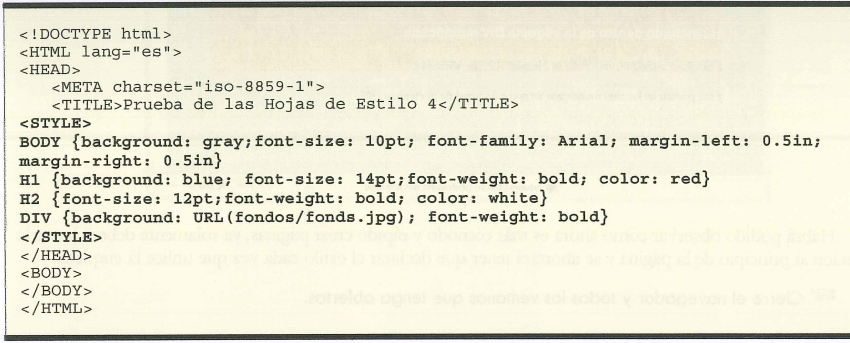 <!DOCTYPE html>
<HTML lang="es">
<HEAD>
<META charset="iso-8859-1">
<TITLE>Prueba de las Hojas de Estilo 4</TITLE>
<STYLE>
BODY {background: gray;font-size: 10pt; font-family: Arial; margin-left: 0.5in;
margin-right: 0.5in}
H1 {background: blue; font-size: 14pt;font-weight: bold; color: red}
H2 {font-size: 12pt;font-weight: bold; color: white}
DIV {background: URL(fondos/fonds.jpg); font-weight: bold}
</STYLE>
</HEAD>
<BODY>
</BODY>
</HTML>